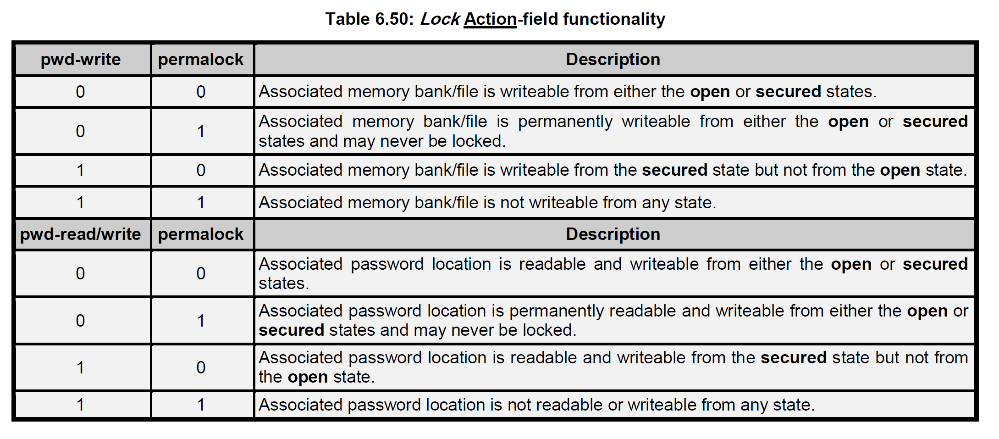 Table 6.50: Lock Action-field functionality
pwd-write permalock Description
0 0 Associated memory bank/file is writeable from either the open or secured states.
0 1 Associated memory bank/file is permanently writeable from either the open or secured
states and may never be locked.
1 0 Associated memory bank/file is writeable from the secured state but not from the open state.
1 1 Associated memory bank/file is not writeable from any state.
pwd-read/write permalock Description
0 0 Associated password location is readable and writeable from either the open or secured
states.
0 1 Associated password location is permanently readable and writeable from either the open or
secured states and may never be locked.
1 0 Associated password location is readable and writeable from the secured state but not from
the open state.
1 1 Associated password location is not readable or writeable from any state.